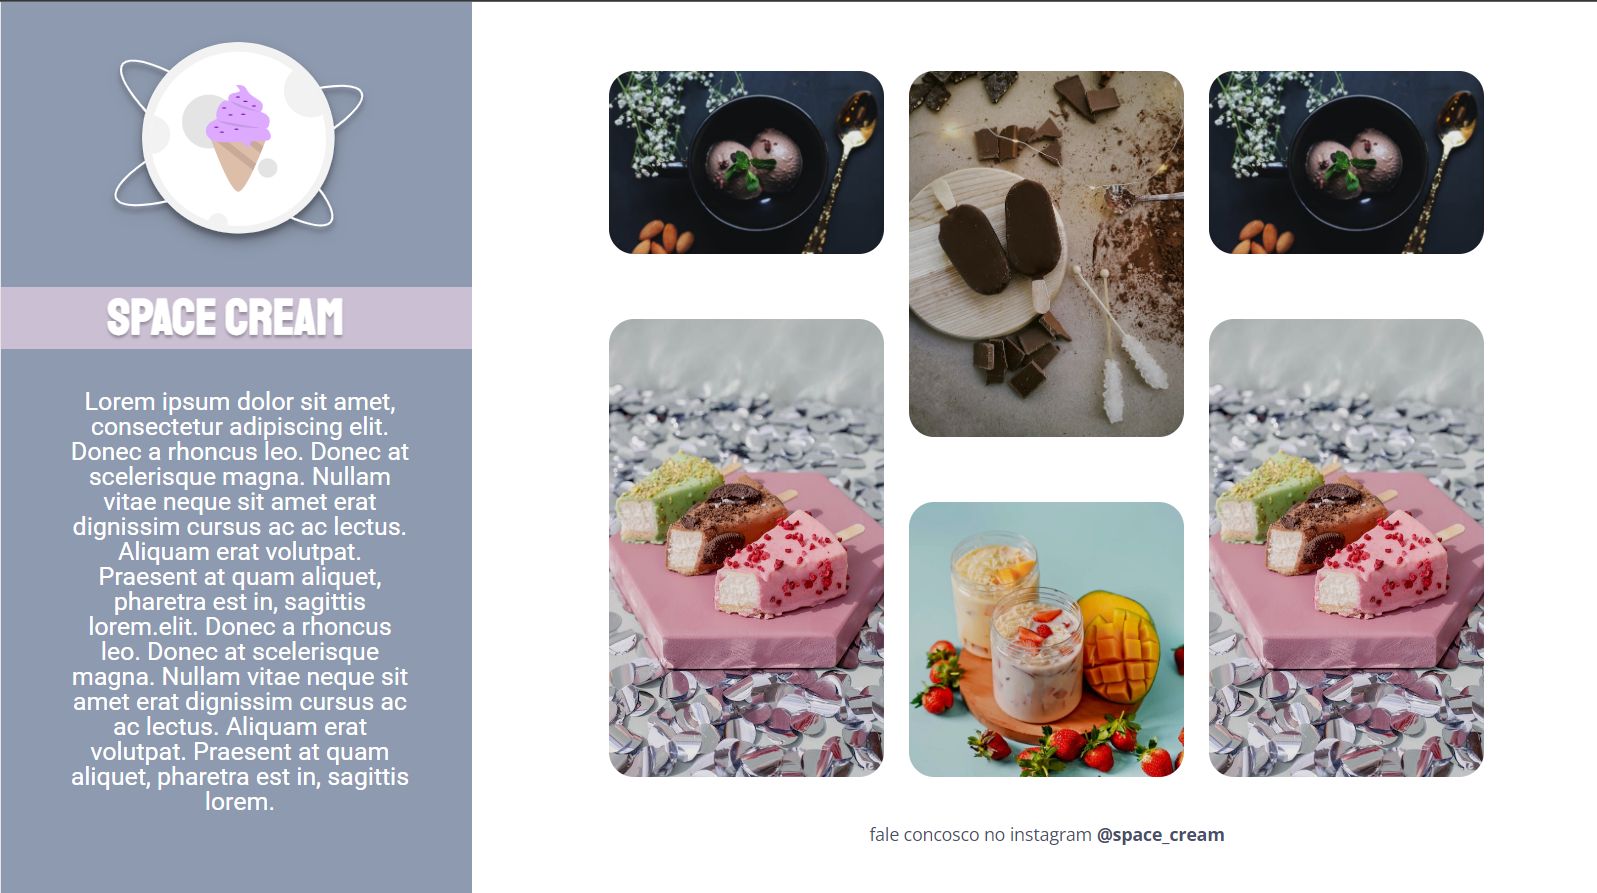 SPACE CREAM
Lorem ipsum dolor sit amet,
consectetur adipiscing elit.
Donec a rhoncus leo. Donec at
scelerisque magna. Nullam
vitae neque sit amet erat
dignissim cursus ac ac lectus.
Aliquam erat volutpat.
Praesent at quam aliquet,
pharetra est in, sagittis
lorem.elit. Donec a rhoncus
leo. Donec at scelerisque
magna. Nullam vitae neque sit
amet erat dignissim cursus ac
ac lectus. Aliquam erat
volutpat. Praesent at quam
aliquet, pharetra est in, sagittis
lorem.
fale concosco no instagram @space_cream